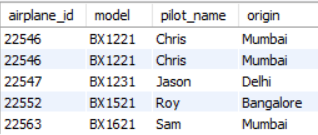 airplane_id model pilot_name origin
22546 BX1221 Chris Mumbai
22546 BX1221 Chris Mumbai
22547 BX1231 Jason Delhi
22552 BX1521 Roy Bangalore
22563 BX1621 Sam Mumbai